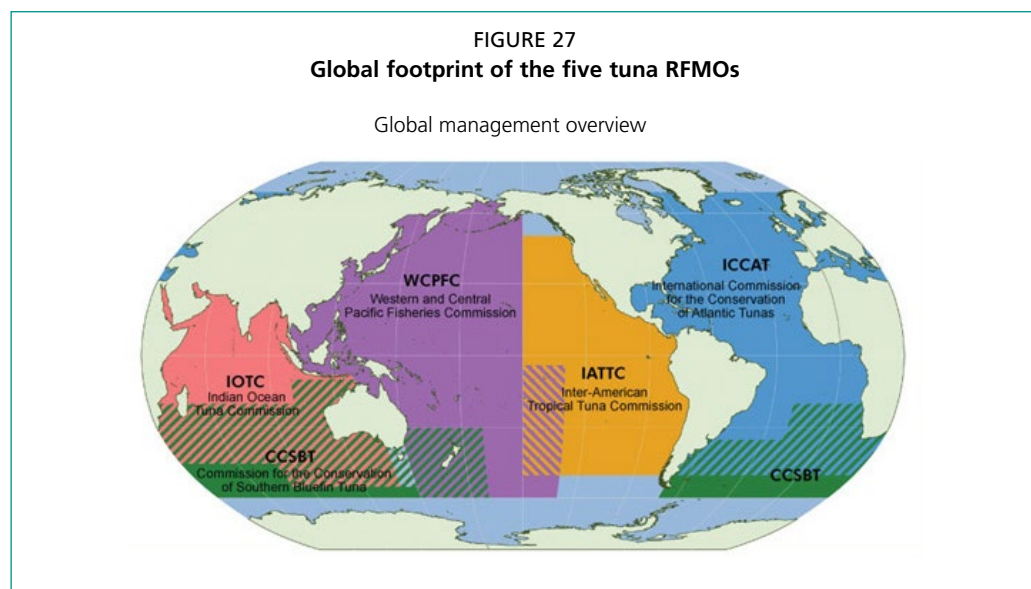 FIGURE 27
Global footprint of the five tuna RFMOs
Global management overview
WCPFC
Western and Central
Pacific Fisheries Commission
ICCAT
International Commission
for the Conservation
of Atlantic Tunas
IOTC
Indian Ocean
Tuna Commission
IATTC
Inter-American
Tropical Tuna Commission
CCSBT
Commission for the Conservation
of Southern Bluefin Tuna
CCSBT